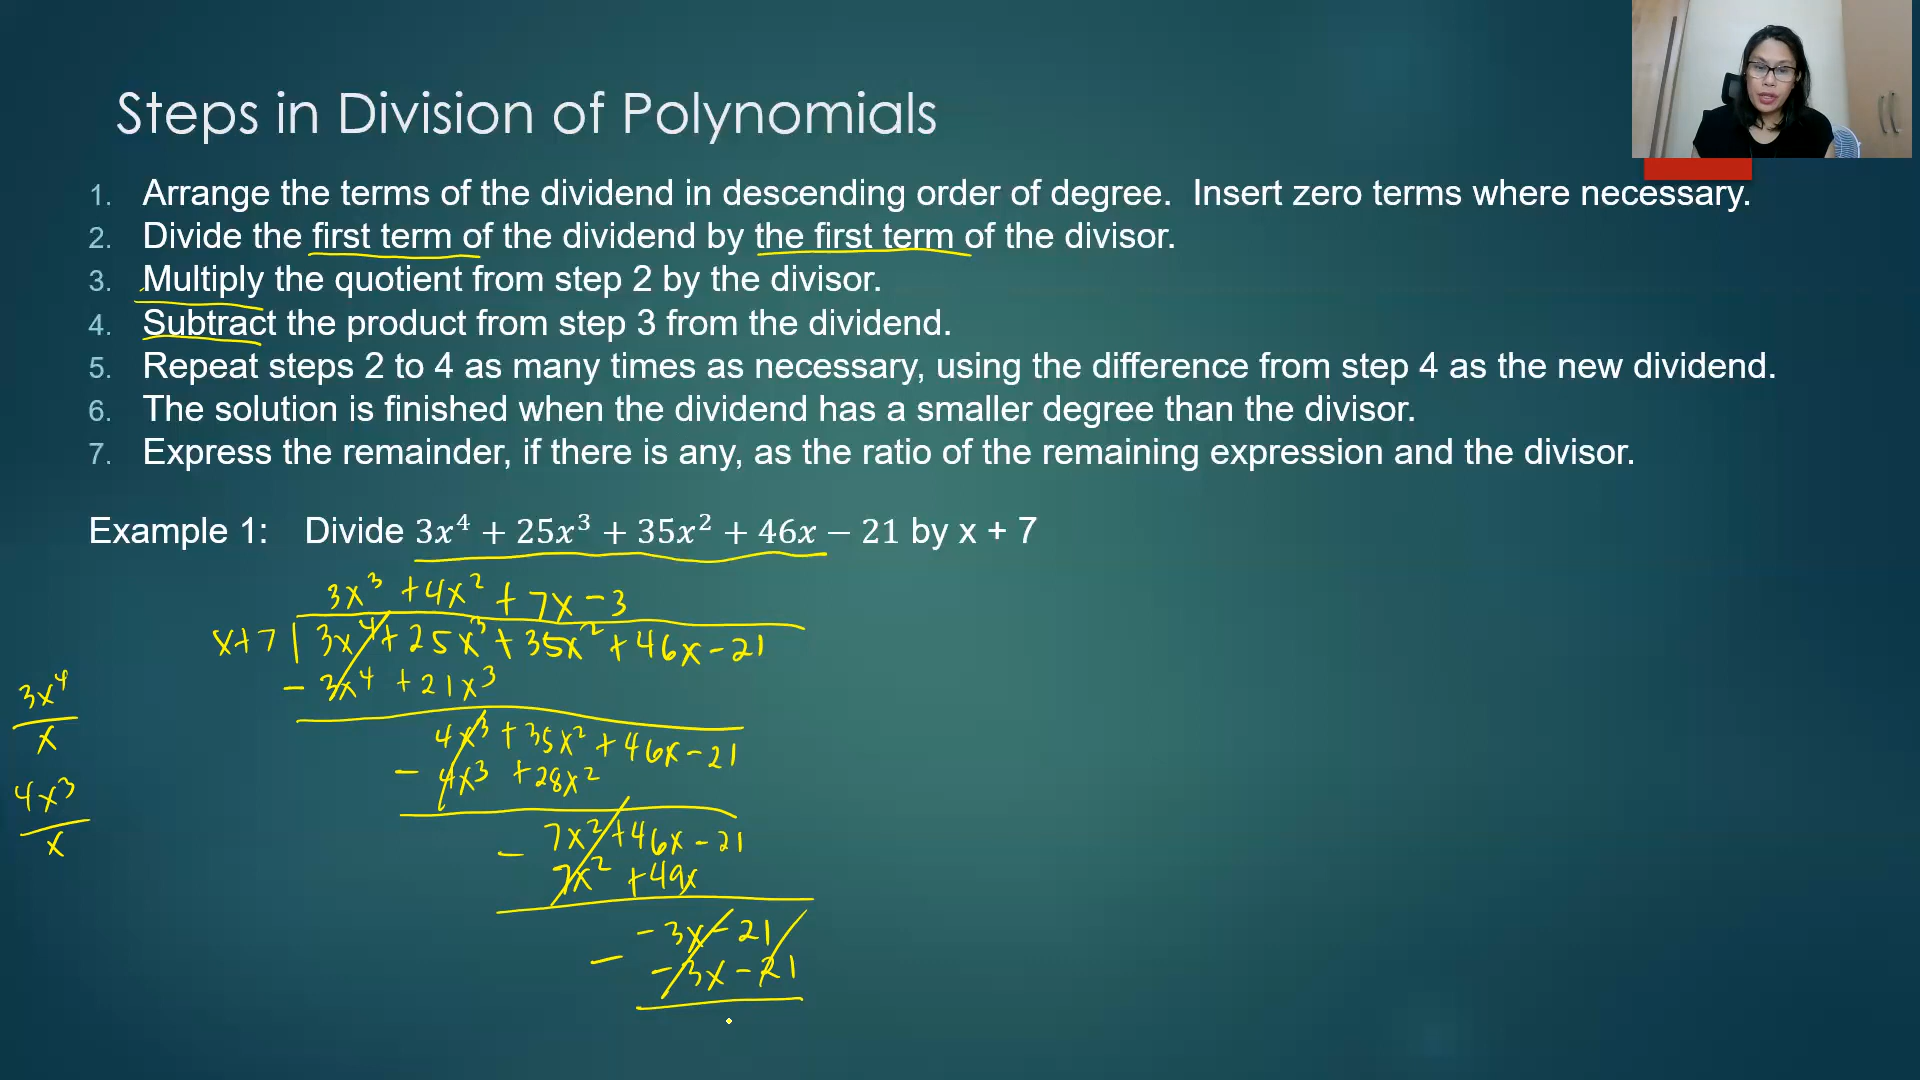 Steps in Division of Polynomials
1. Arrange the terms of the dividend in descending order of degree. Insert zero terms where necessary.
2. Divide the first term of the dividend by the first term of the divisor.
3. Multiply the quotient from step 2 by the divisor.
4. Subtract the product from step 3 from the dividend.
5. Repeat steps 2 to 4 as many times as necessary, using the difference from step 4 as the new dividend.
6. The solution is finished when the dividend has a smaller degree than the divisor.
7. Express the remainder, if there is any, as the ratio of the remaining expression and the divisor.
Example 1: Divide 3x⁴ + 25x³ + 35x² + 46x − 21 by x + 7
3x³ + 4x² + 7x − 3
x+7 | 3x⁴ + 25x³ + 35x² + 46x − 21
− 3x⁴ + 21x³
4x³ + 35x² + 46x − 21
− 4x³ + 28x²
7x² + 46x − 21
− 7x² + 49x
− 3x − 21
− − 3x − 21
3x⁴
x
4x³
x